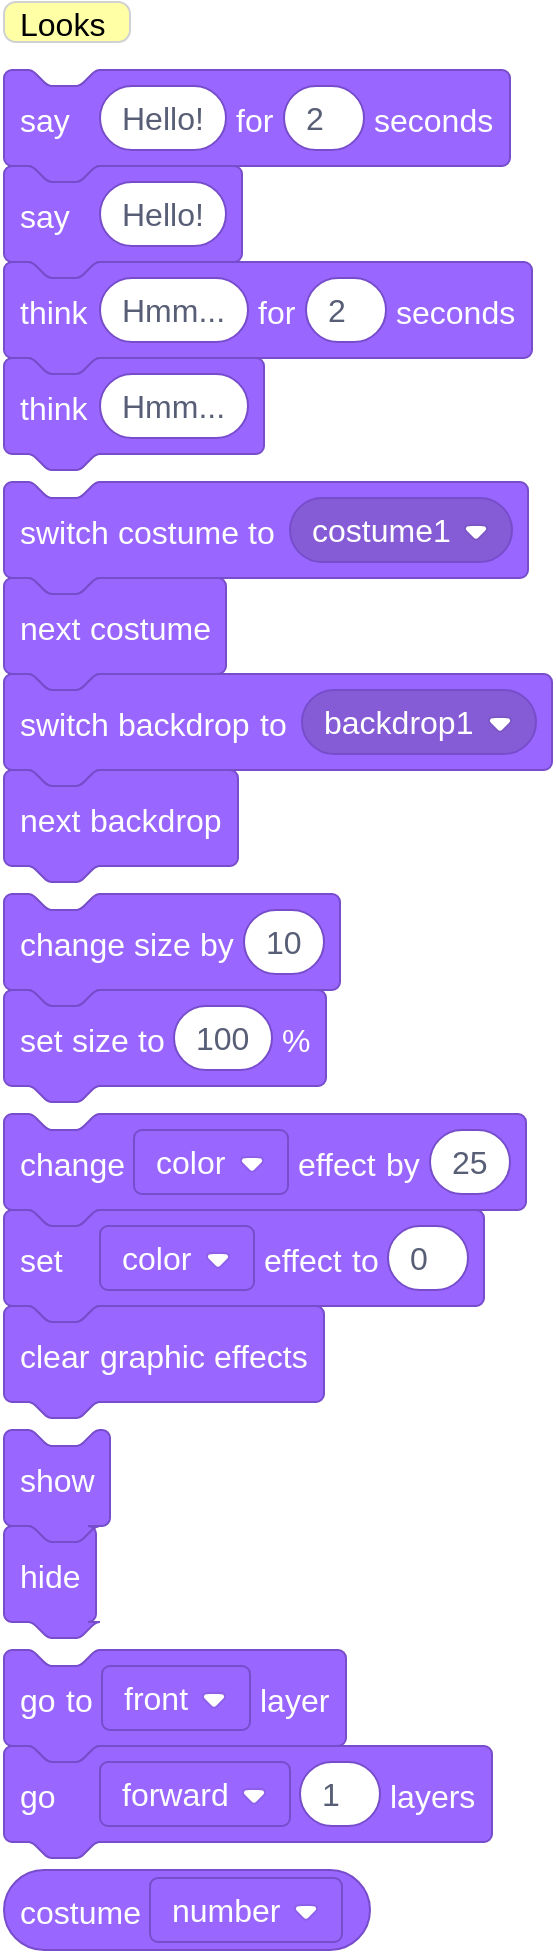 Looks
say Hello! for 2 seconds
say Hello!
think Hmm... for 2 seconds
think Hmm...
switch costume to costume1
next costume
switch backdrop to backdrop1
next backdrop
change size by 10
set size to 100 %
change color effect by 25
set color effect to 0
clear graphic effects
show
hide
go to front layer
go forward 1 layers
costume number